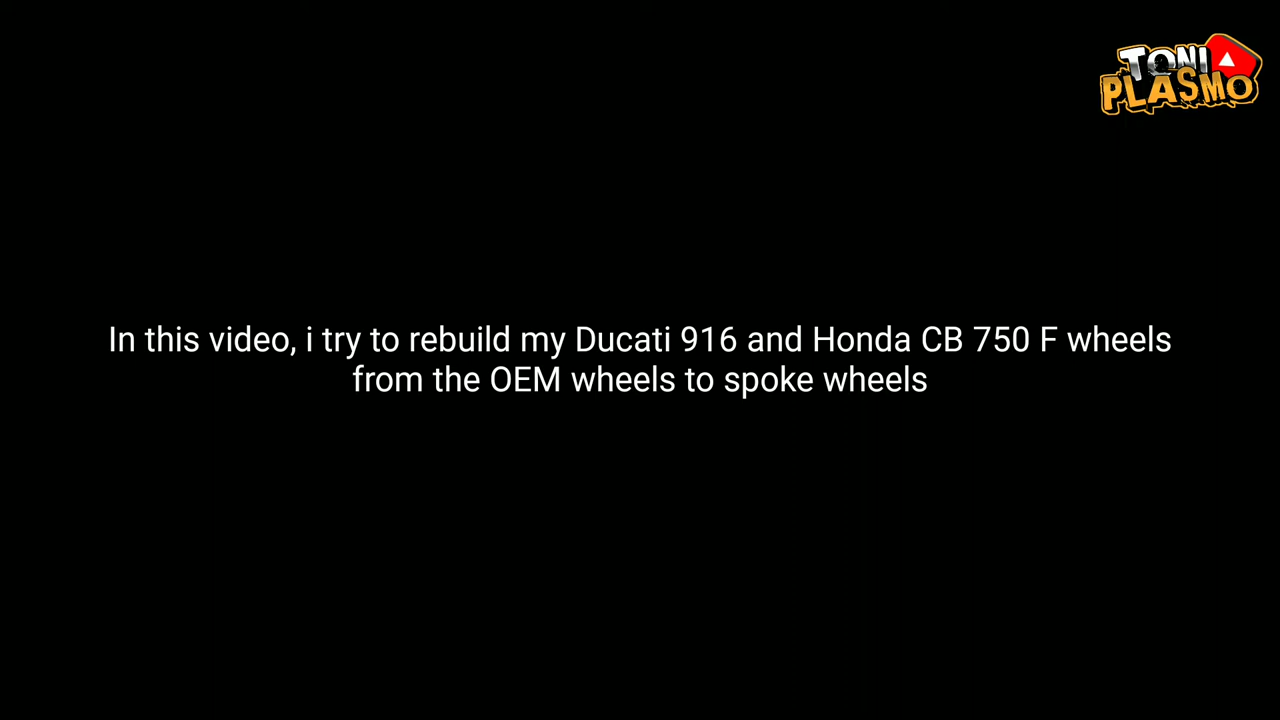 TONI
PLASMO
In this video, i try to rebuild my Ducati 916 and Honda CB 750 F wheels
from the OEM wheels to spoke wheels